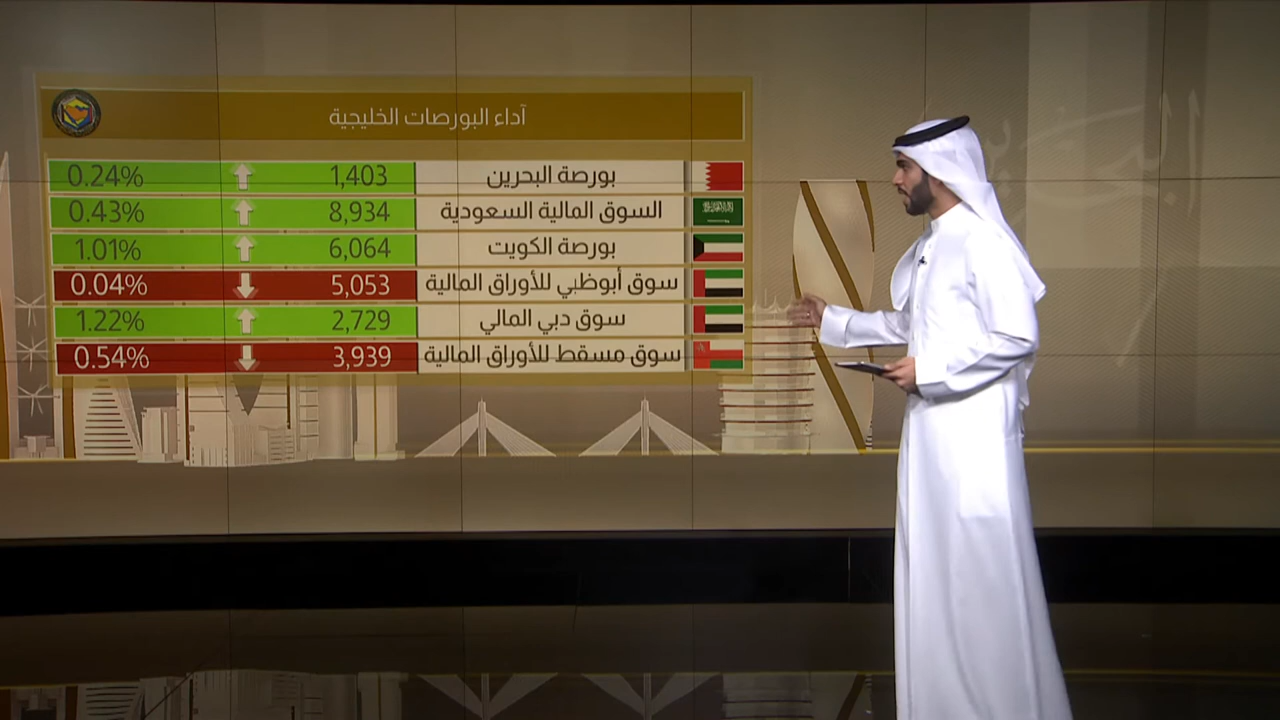 آداء البورصات الخليجية
بورصة البحرين 1,403 0.24%
السوق المالية السعودية 8,934 0.43%
بورصة الكويت 6,064 1.01%
سوق أبوظبي للأوراق المالية 5,053 0.04%
سوق دبي المالي 2,729 1.22%
سوق مسقط للأوراق المالية 3,939 0.54%
البحرين